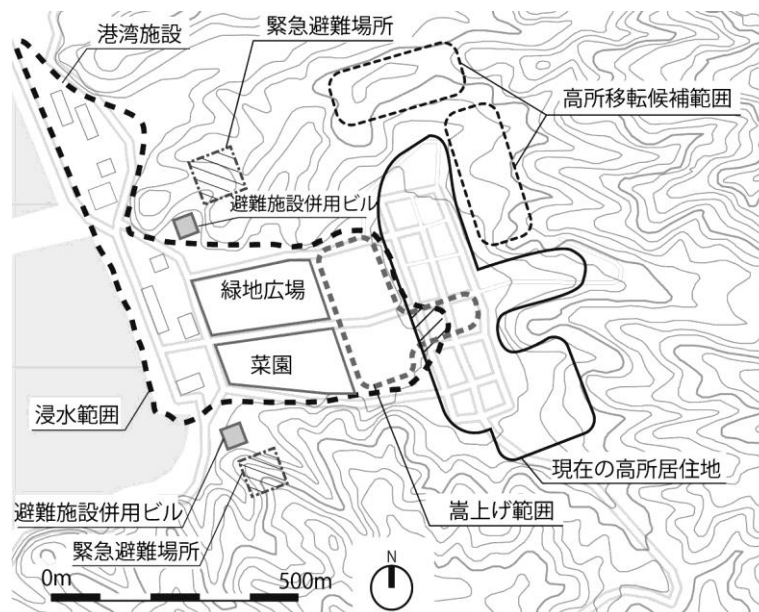 港湾施設
緊急避難場所
高所移転候補範囲
避難施設併用ビル
緑地広場
菜園
浸水範囲
現在の高所居住地
避難施設併用ビル
嵩上げ範囲
緊急避難場所
0m
500m
N